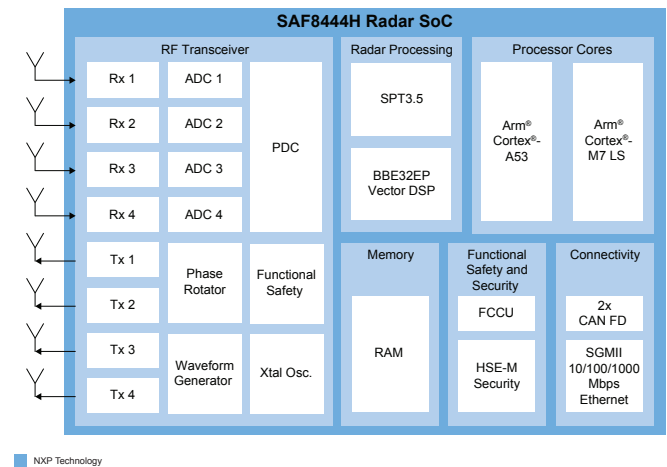 SAF8444H Radar SoC
RF Transceiver
Rx 1
ADC 1
Rx 2
ADC 2
Rx 3
ADC 3
Rx 4
ADC 4
PDC
Tx 1
Tx 2
Phase
Rotator
Functional
Safety
Tx 3
Tx 4
Waveform
Generator
Xtal Osc.
Radar Processing
SPT3.5
BBE32EP
Vector DSP
Processor Cores
Arm®
Cortex®-
A53
Arm®
Cortex®-
M7 LS
Memory
RAM
Functional
Safety and
Security
FCCU
HSE-M
Security
Connectivity
2x
CAN FD
SGMII
10/100/1000
Mbps
Ethernet
NXP Technology